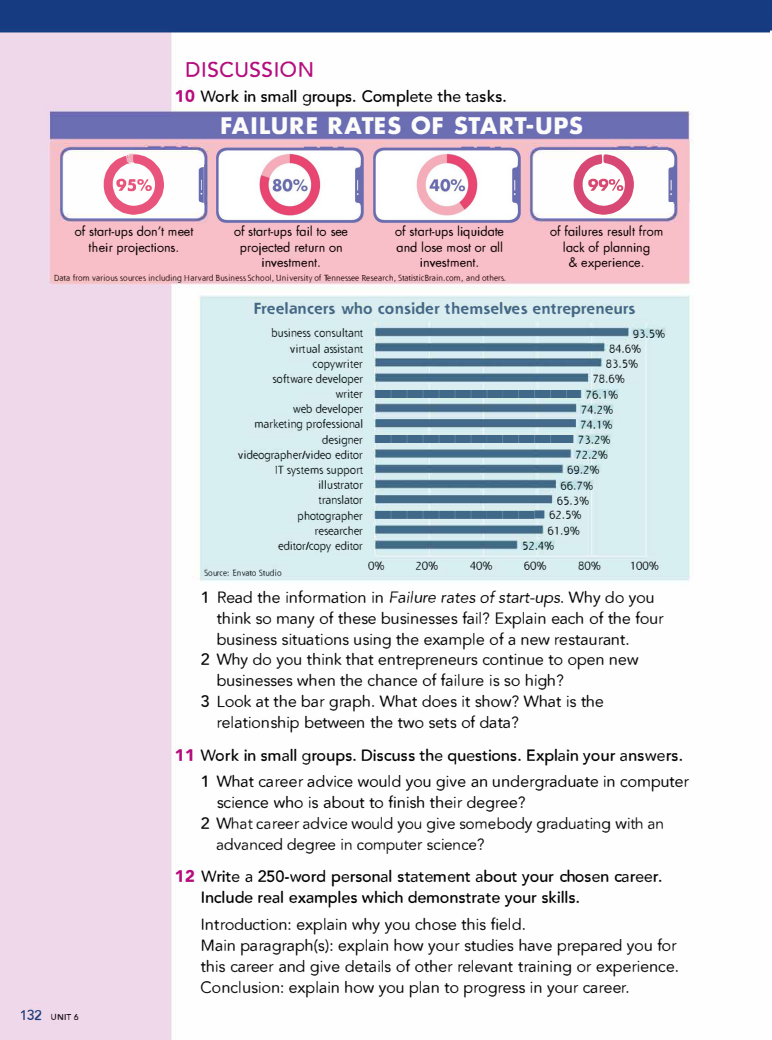 DISCUSSION
10 Work in small groups. Complete the tasks.
FAILURE RATES OF START-UPS
95%
80%
40%
99%
of start-ups don't meet
their projections.
of start-ups fail to see
projected return on
investment.
of start-ups liquidate
and lose most or all
investment.
of failures result from
lack of planning
& experience.
Data from various sources including Harvard Business School, University of Tennessee Research, StatisticBrain.com, and others.
Freelancers who consider themselves entrepreneurs
business consultant 93.5%
virtual assistant 84.6%
copywriter 83.5%
software developer 78.6%
writer 76.1%
web developer 74.2%
marketing professional 74.1%
designer 73.2%
videographer/video editor 72.2%
IT systems support 69.2%
illustrator 66.7%
translator 65.3%
photographer 62.5%
researcher 61.9%
editor/copy editor 52.4%
0% 20% 40% 60% 80% 100%
Source: Envato Studio
1 Read the information in Failure rates of start-ups. Why do you
think so many of these businesses fail? Explain each of the four
business situations using the example of a new restaurant.
2 Why do you think that entrepreneurs continue to open new
businesses when the chance of failure is so high?
3 Look at the bar graph. What does it show? What is the
relationship between the two sets of data?
11 Work in small groups. Discuss the questions. Explain your answers.
1 What career advice would you give an undergraduate in computer
science who is about to finish their degree?
2 What career advice would you give somebody graduating with an
advanced degree in computer science?
12 Write a 250-word personal statement about your chosen career.
Include real examples which demonstrate your skills.
Introduction: explain why you chose this field.
Main paragraph(s): explain how your studies have prepared you for
this career and give details of other relevant training or experience.
Conclusion: explain how you plan to progress in your career.
132 UNIT 6